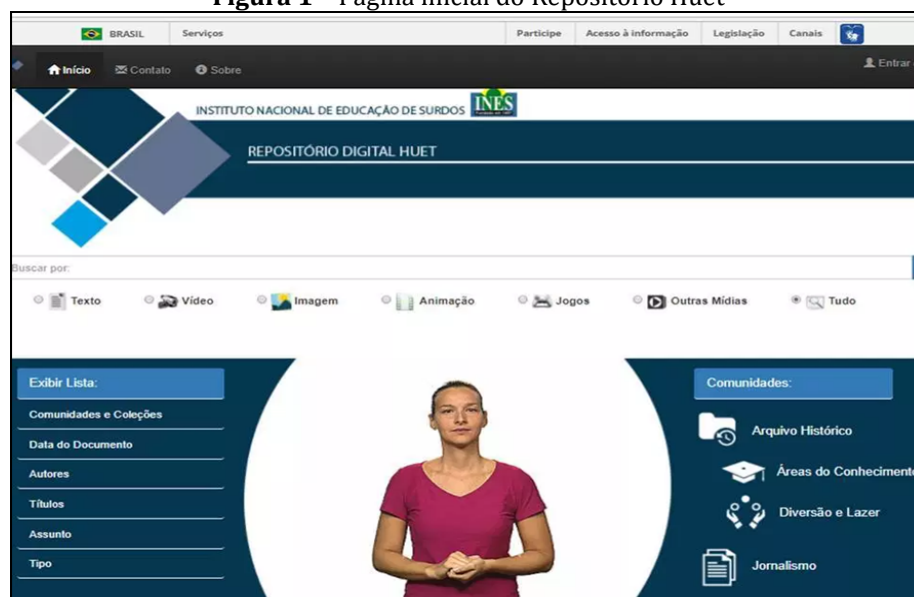 Figura 1 – Página inicial do Repositório Huet
BRASIL Serviços Participe Acesso à informação Legislação Canais
Início Contato Sobre Entrar
INSTITUTO NACIONAL DE EDUCAÇÃO DE SURDOS INES
REPOSITÓRIO DIGITAL HUET
Buscar por:
Texto Vídeo Imagem Animação Jogos Outras Mídias Tudo
Exibir Lista:
Comunidades e Coleções
Data do Documento
Autores
Títulos
Assunto
Tipo
Comunidades:
Arquivo Histórico
Áreas do Conhecimento
Diversão e Lazer
Jornalismo